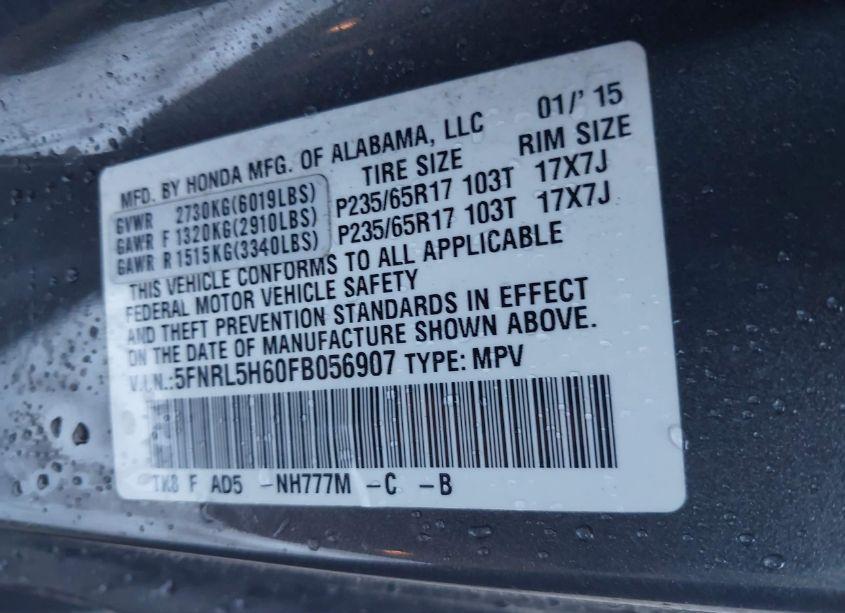 MFD. BY HONDA MFG. OF ALABAMA, LLC 01/' 15
TIRE SIZE RIM SIZE
GVWR 2730KG(6019LBS)
GAWR F 1320KG(2910LBS) P235/65R17 103T 17X7J
GAWR R 1515KG(3340LBS) P235/65R17 103T 17X7J
THIS VEHICLE CONFORMS TO ALL APPLICABLE
FEDERAL MOTOR VEHICLE SAFETY
AND THEFT PREVENTION STANDARDS IN EFFECT
ON THE DATE OF MANUFACTURE SHOWN ABOVE.
V.I.N.:5FNRL5H60FB056907 TYPE: MPV
TK8 F AD5 -NH777M -C -B